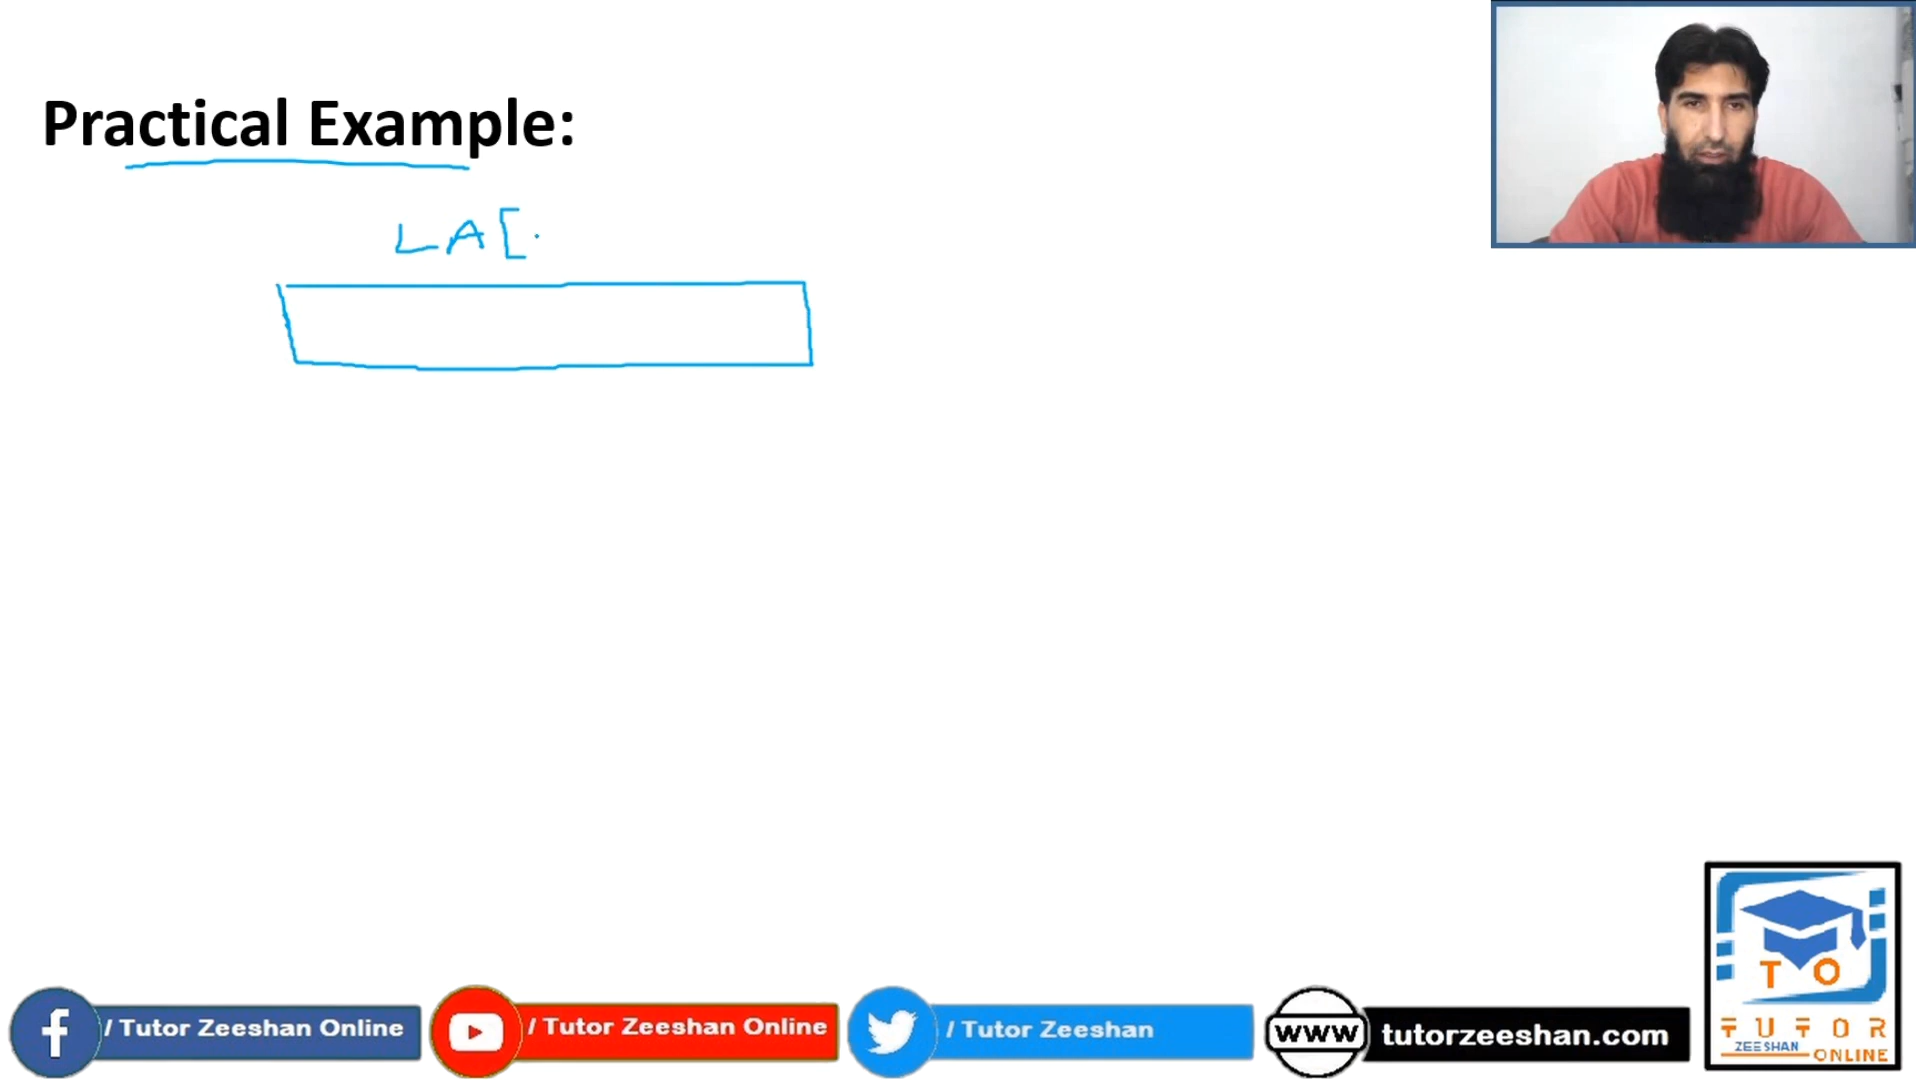 Practical Example:
LA[
/ Tutor Zeeshan Online
/ Tutor Zeeshan Online
/ Tutor Zeeshan
www tutorzeeshan.com
T O
TUTOR
ZEESHAN ONLINE